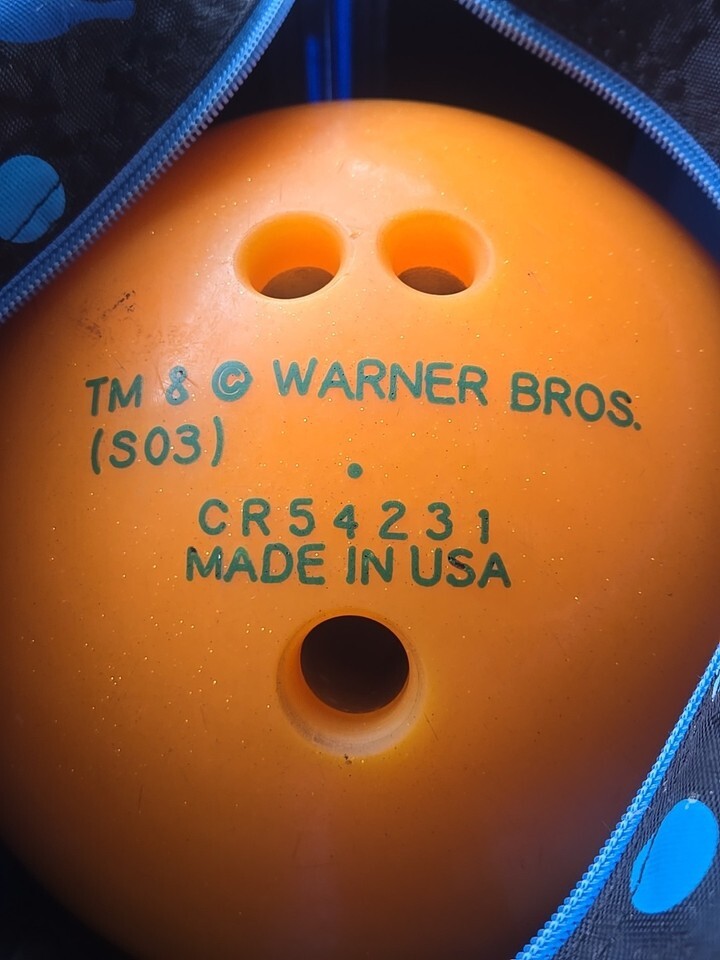 TM & © WARNER BROS.
(S03)
CR54231
MADE IN USA